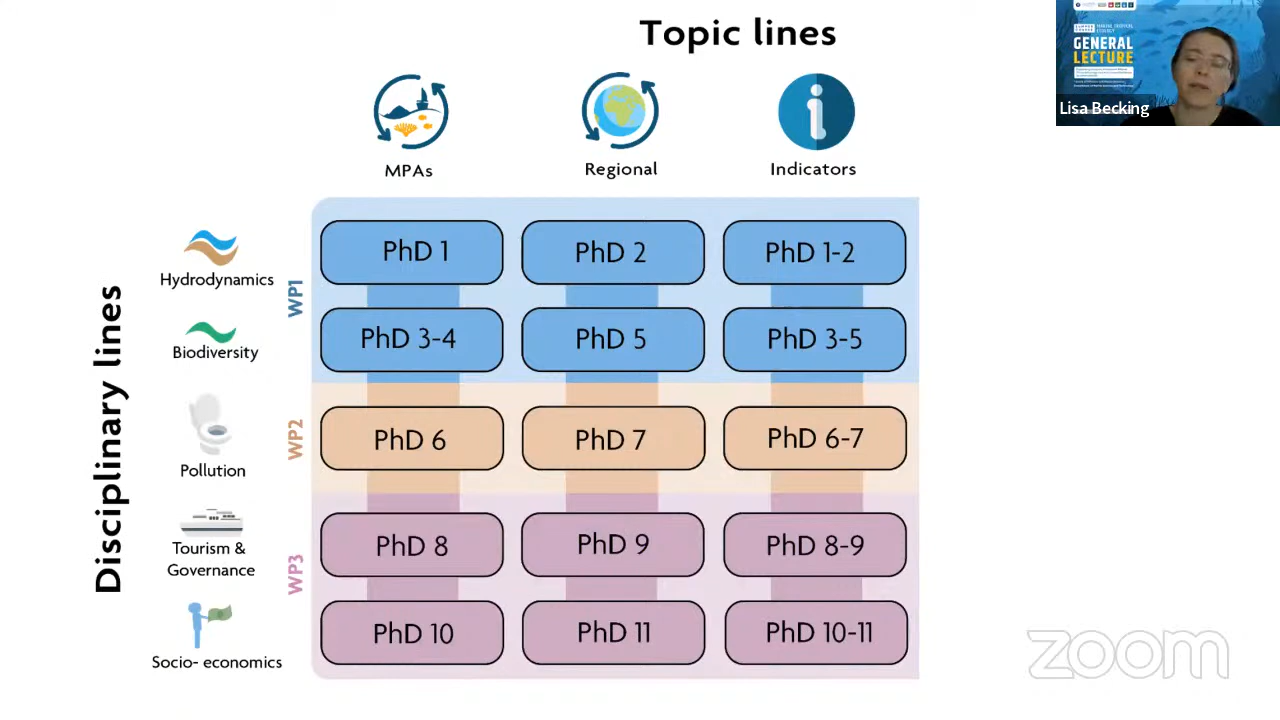 Topic lines
GENERAL
LECTURE
Lisa Becking
MPAs
Regional
Indicators
Disciplinary lines
Hydrodynamics
WP1
PhD 1
PhD 2
PhD 1-2
Biodiversity
PhD 3-4
PhD 5
PhD 3-5
Pollution
WP2
PhD 6
PhD 7
PhD 6-7
Tourism &
Governance
WP3
PhD 8
PhD 9
PhD 8-9
Socio- economics
PhD 10
PhD 11
PhD 10-11
zoom